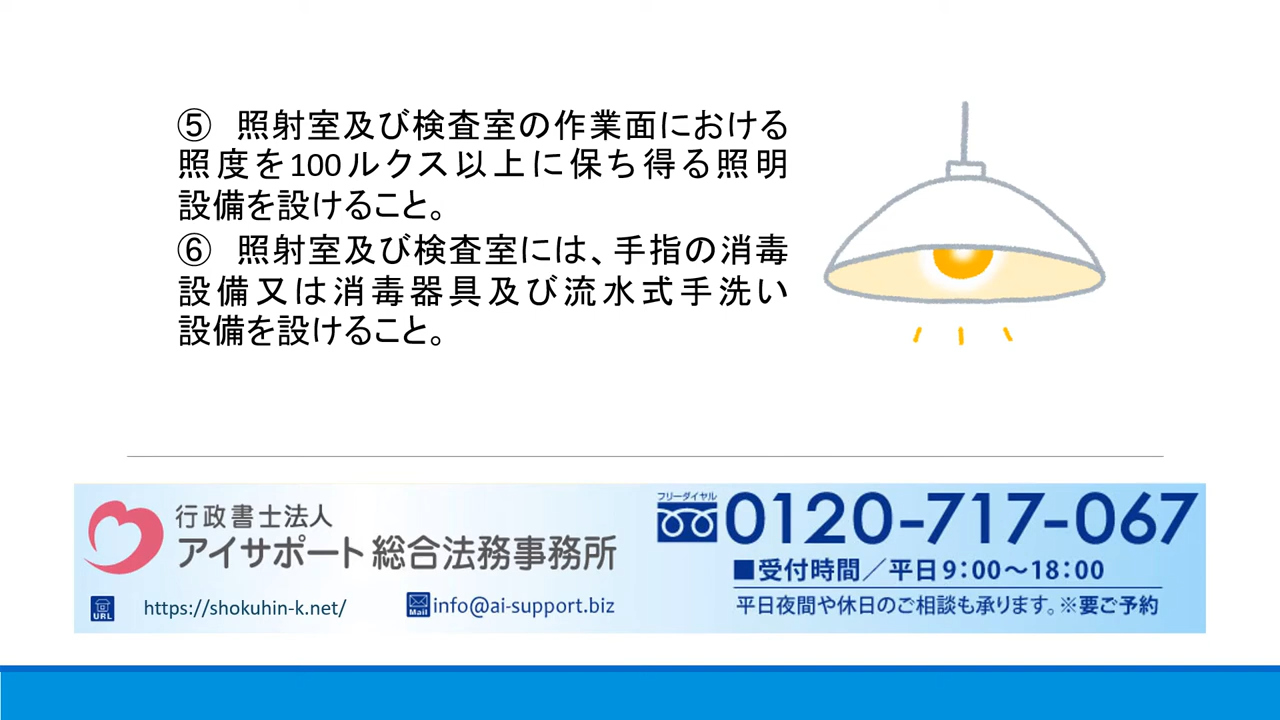 ⑤　照射室及び検査室の作業面における
照度を100ルクス以上に保ち得る照明
設備を設けること。
⑥　照射室及び検査室には、手指の消毒
設備又は消毒器具及び流水式手洗い
設備を設けること。
行政書士法人
アイサポート総合法務事務所
URL https://shokuhin-k.net/
Mail info@ai-support.biz
フリーダイヤル
0120-717-067
■受付時間／平日9:00～18:00
平日夜間や休日のご相談も承ります。※要ご予約